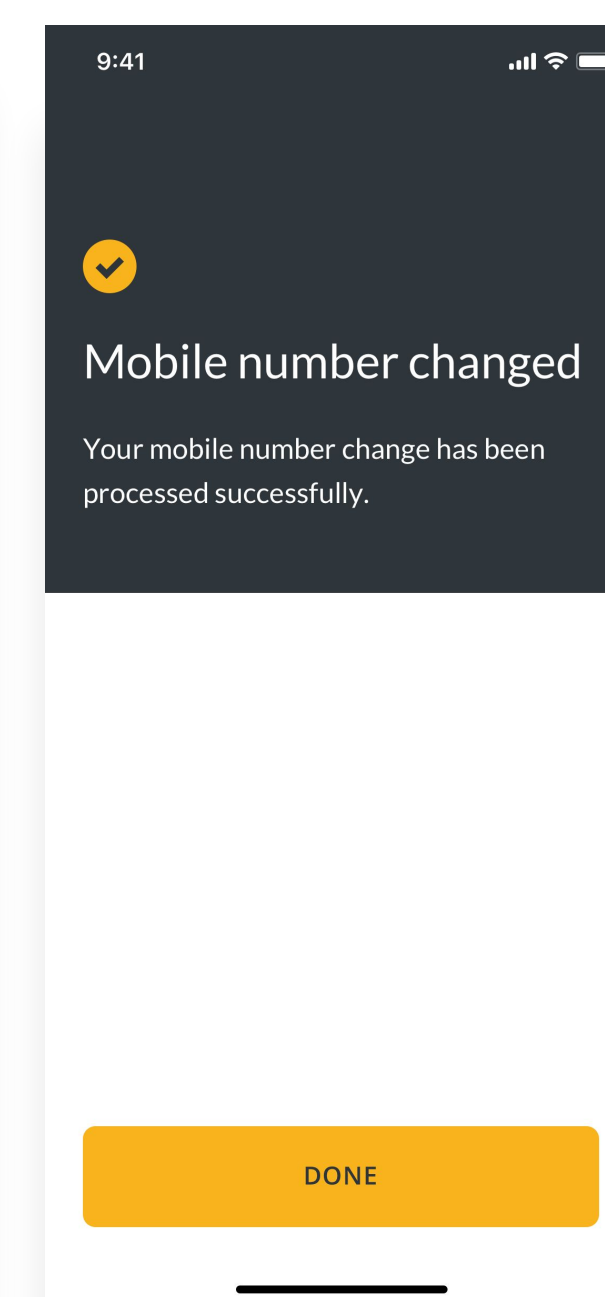 9:41
Mobile number changed
Your mobile number change has been
processed successfully.
DONE